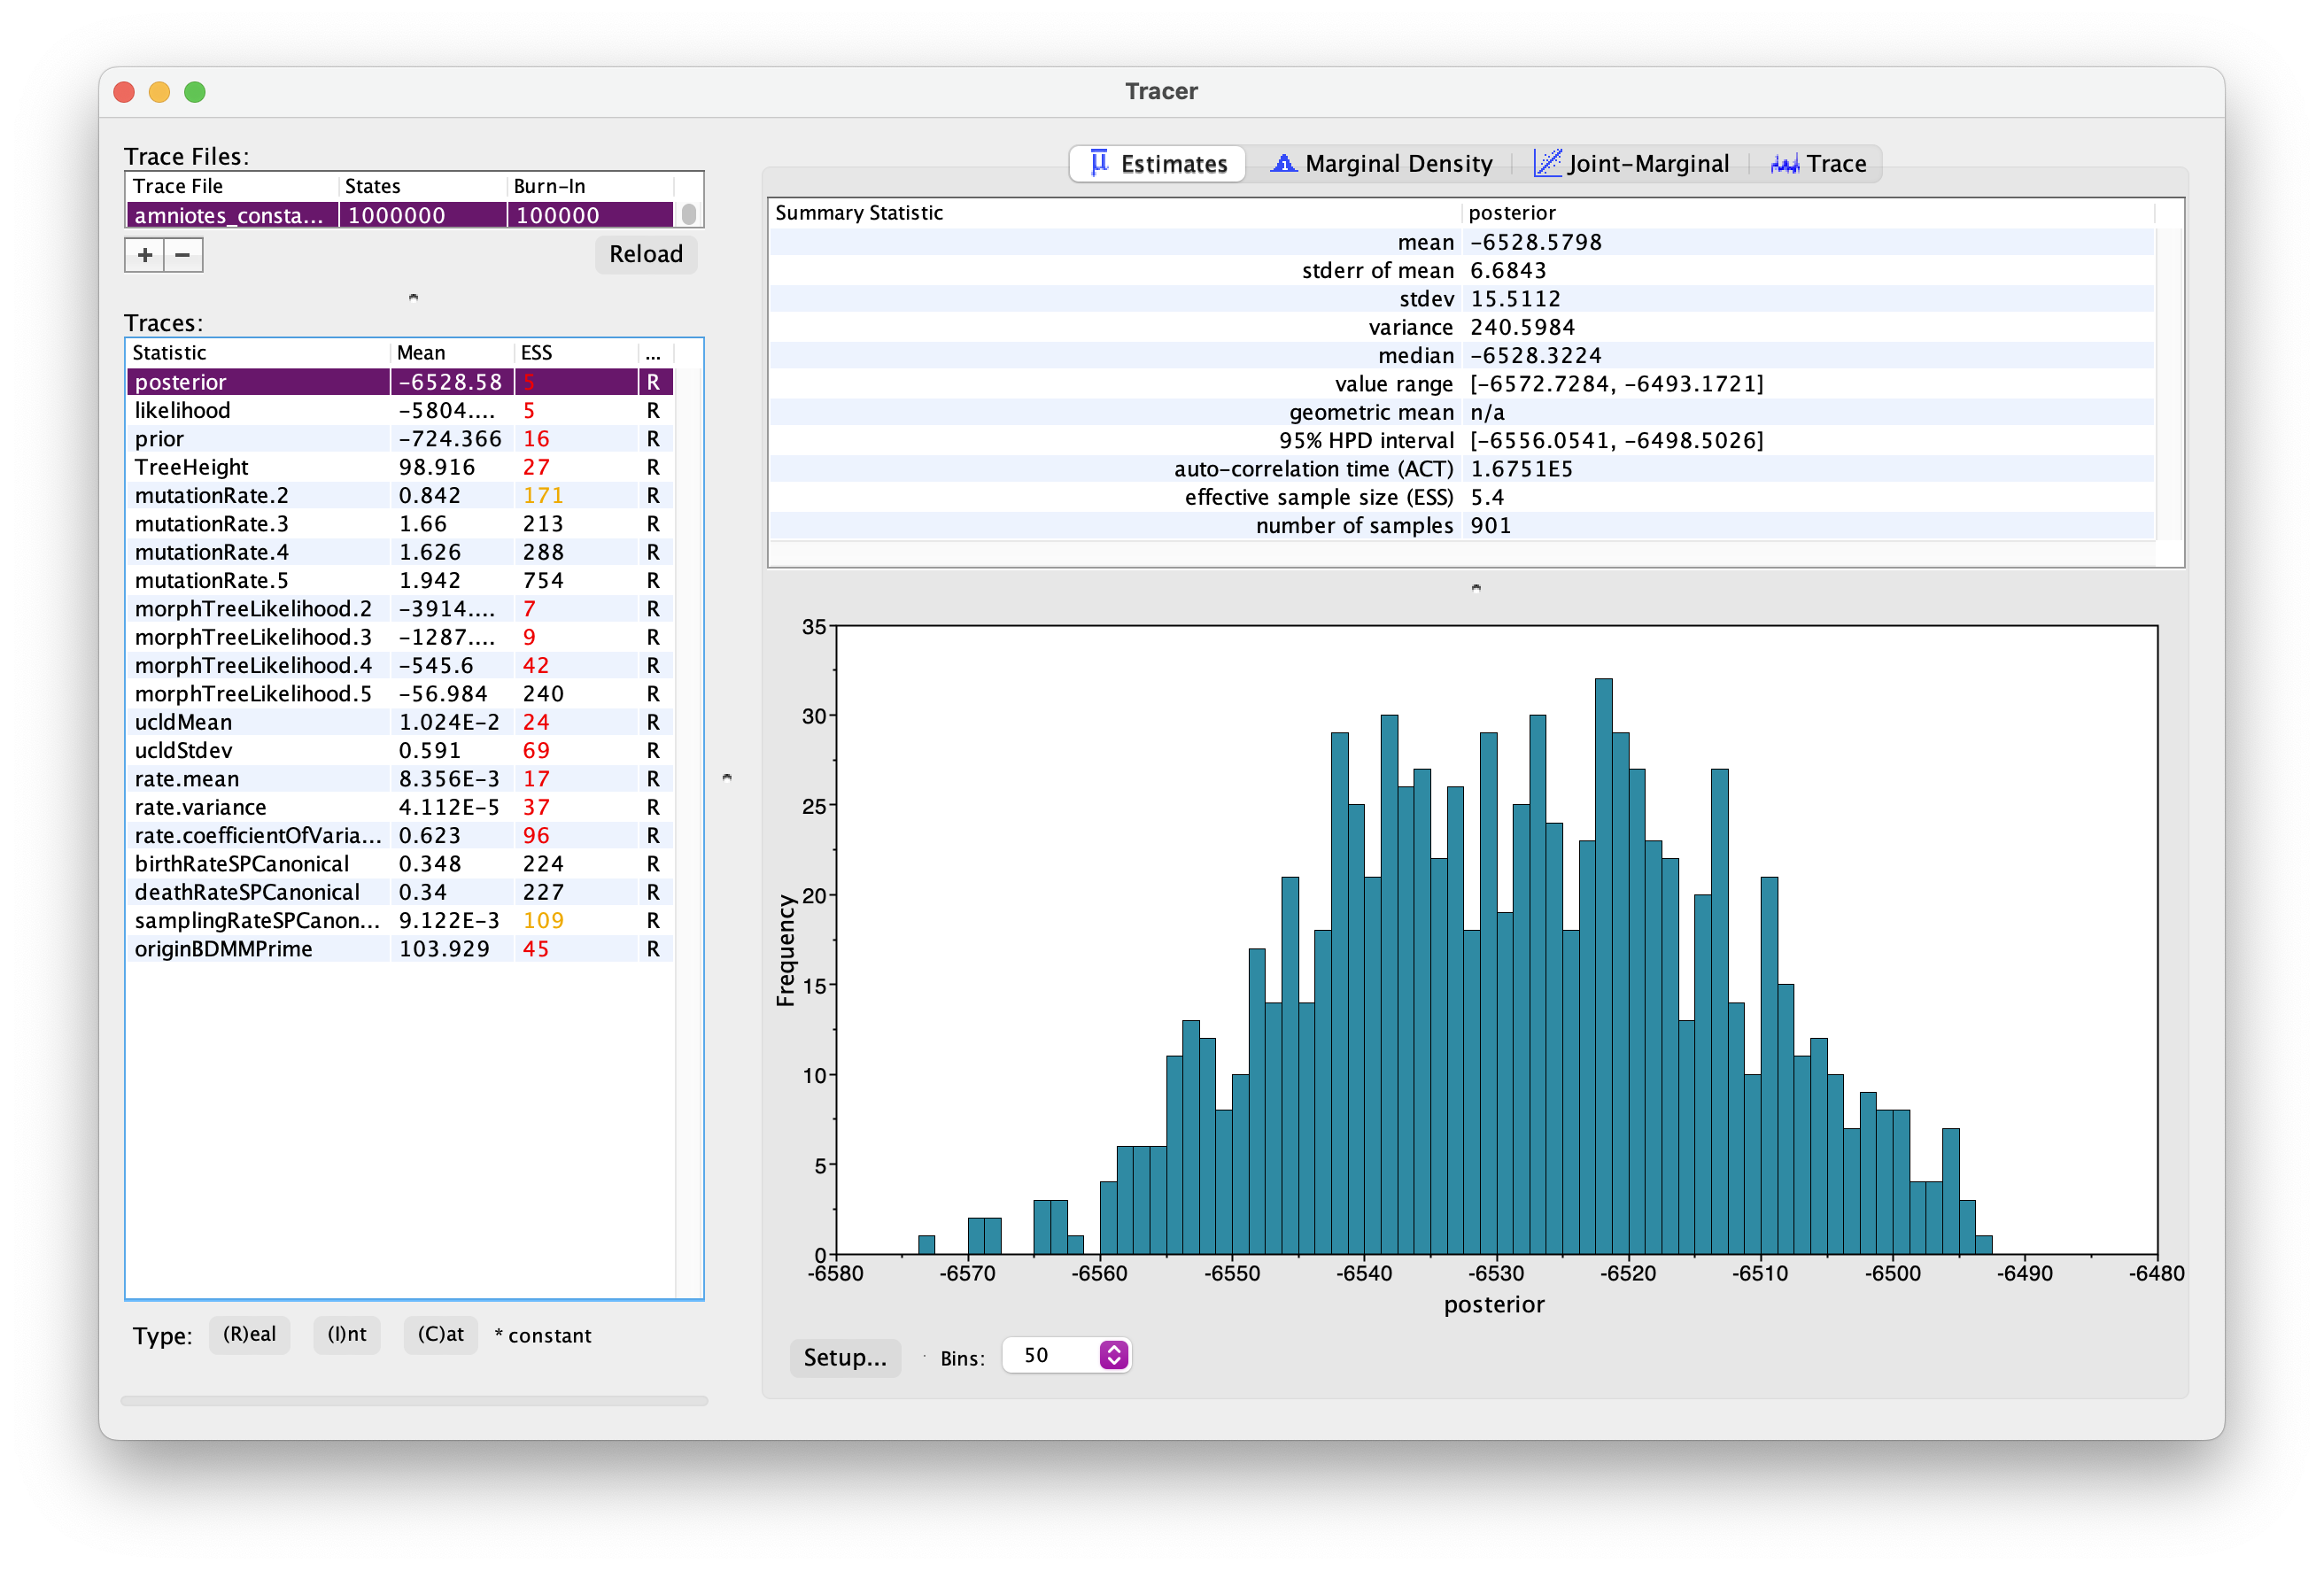 Tracer
Trace Files:
Trace File States Burn-In
amniotes_consta... 1000000 100000
+ − Reload
Traces:
Statistic Mean ESS ...
posterior -6528.58 5 R
likelihood -5804.... 5 R
prior -724.366 16 R
TreeHeight 98.916 27 R
mutationRate.2 0.842 171 R
mutationRate.3 1.66 213 R
mutationRate.4 1.626 288 R
mutationRate.5 1.942 754 R
morphTreeLikelihood.2 -3914.... 7 R
morphTreeLikelihood.3 -1287.... 9 R
morphTreeLikelihood.4 -545.6 42 R
morphTreeLikelihood.5 -56.984 240 R
ucldMean 1.024E-2 24 R
ucldStdev 0.591 69 R
rate.mean 8.356E-3 17 R
rate.variance 4.112E-5 37 R
rate.coefficientOfVaria... 0.623 96 R
birthRateSPCanonical 0.348 224 R
deathRateSPCanonical 0.34 227 R
samplingRateSPCanon... 9.122E-3 109 R
originBDMMPrime 103.929 45 R
Type: (R)eal (I)nt (C)at * constant
Estimates Marginal Density Joint-Marginal Trace
Summary Statistic posterior
mean -6528.5798
stderr of mean 6.6843
stdev 15.5112
variance 240.5984
median -6528.3224
value range [-6572.7284, -6493.1721]
geometric mean n/a
95% HPD interval [-6556.0541, -6498.5026]
auto-correlation time (ACT) 1.6751E5
effective sample size (ESS) 5.4
number of samples 901
Frequency
35
30
25
20
15
10
5
0
-6580 -6570 -6560 -6550 -6540 -6530 -6520 -6510 -6500 -6490 -6480
posterior
Setup... Bins: 50